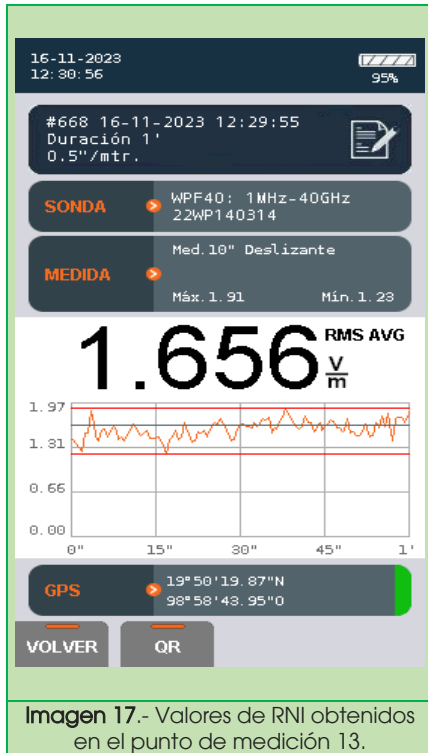 16-11-2023
12:30:56
95%
#668 16-11-2023 12:29:55
Duración 1'
0.5"/mtr.
SONDA
WPF40: 1MHz-40GHz
22WP140314
MEDIDA
Med.10" Deslizante
Máx.1.91 Mín.1.23
1.656 RMS AVG
V/m
1.97
1.31
0.66
0.00
0" 15" 30" 45" 1'
GPS
19°50'19.87"N
98°58'43.95"O
VOLVER QR
Imagen 17.- Valores de RNI obtenidos
en el punto de medición 13.